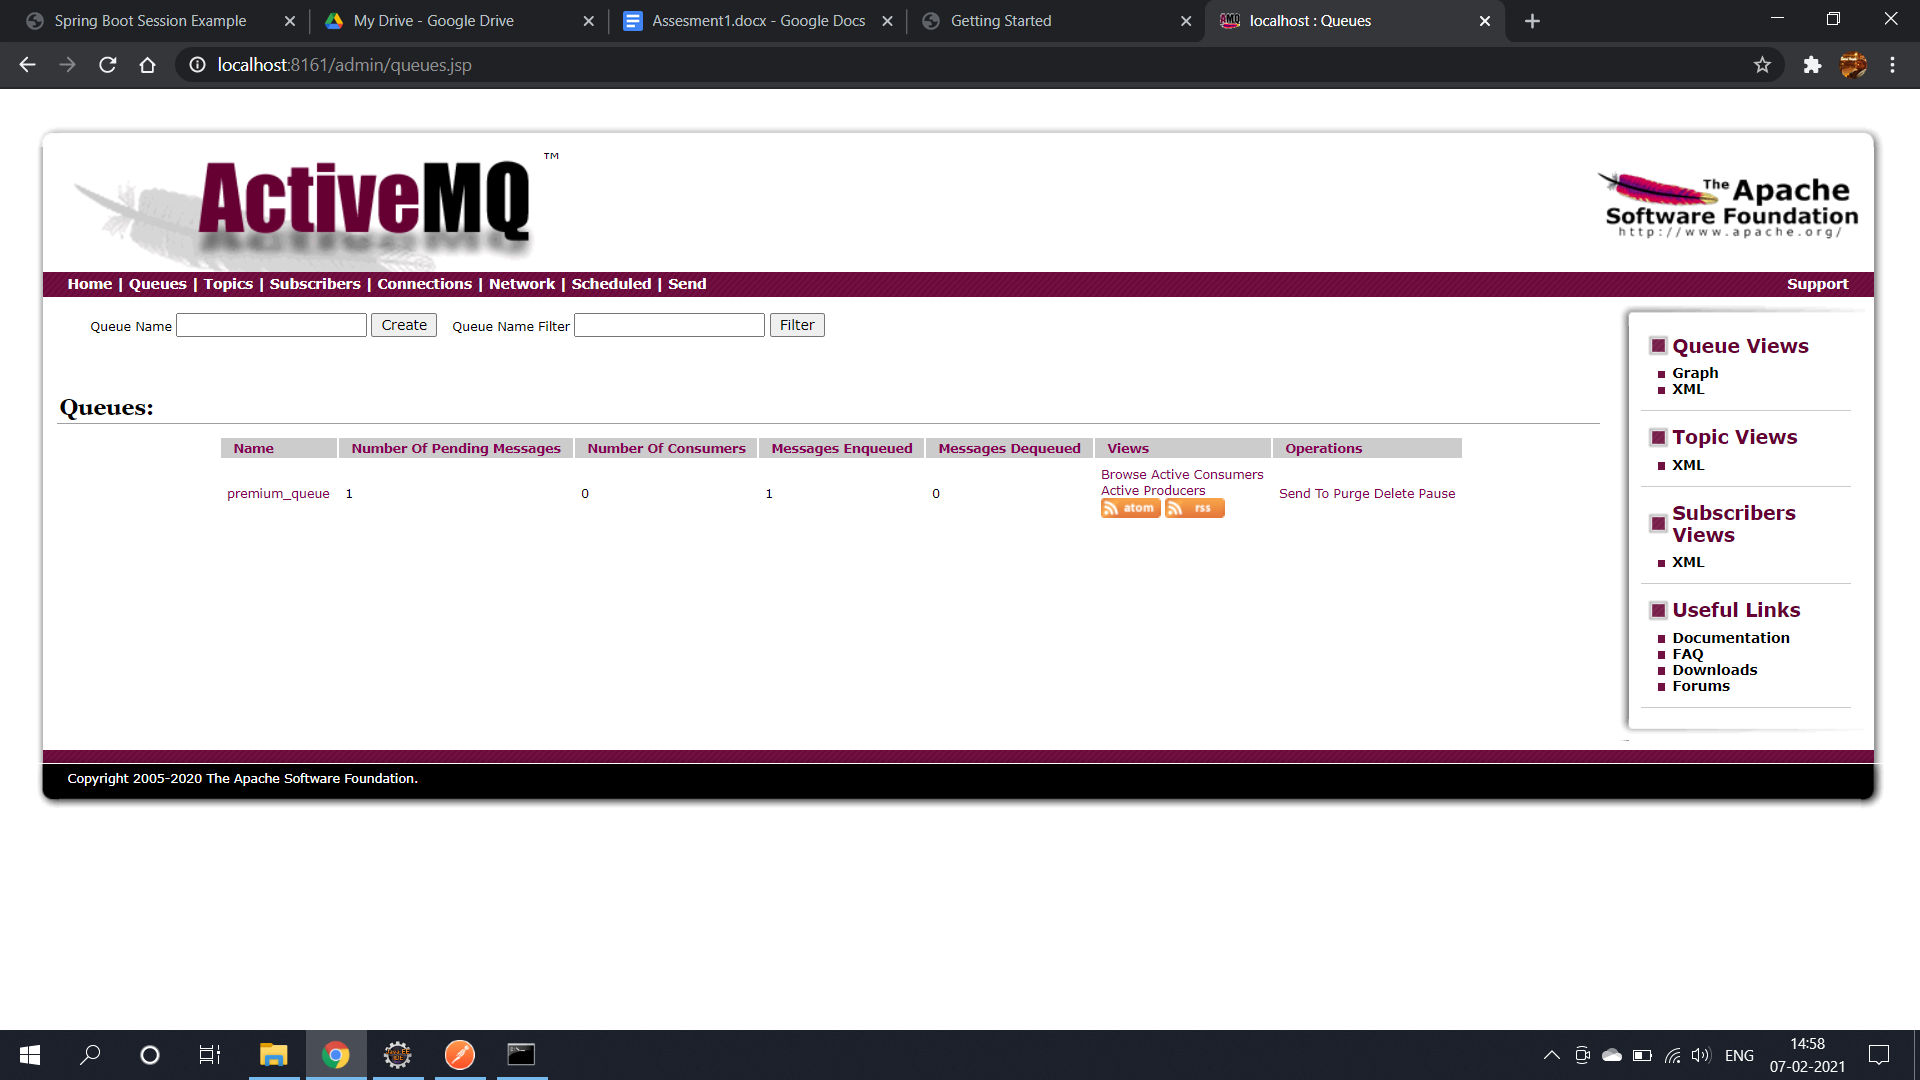 Spring Boot Session Example
My Drive - Google Drive
Assesment1.docx - Google Docs
Getting Started
localhost : Queues
localhost:8161/admin/queues.jsp
ActiveMQ ™
The Apache
Software Foundation
http://www.apache.org/
Home | Queues | Topics | Subscribers | Connections | Network | Scheduled | Send
Support
Queue Name Create Queue Name Filter Filter
Queues:
Name Number Of Pending Messages Number Of Consumers Messages Enqueued Messages Dequeued Views Operations
premium_queue 1 0 1 0
Browse Active Consumers
Active Producers
atom rss
Send To Purge Delete Pause
Queue Views
Graph
XML
Topic Views
XML
Subscribers
Views
XML
Useful Links
Documentation
FAQ
Downloads
Forums
Copyright 2005-2020 The Apache Software Foundation.
ENG
14:58
07-02-2021